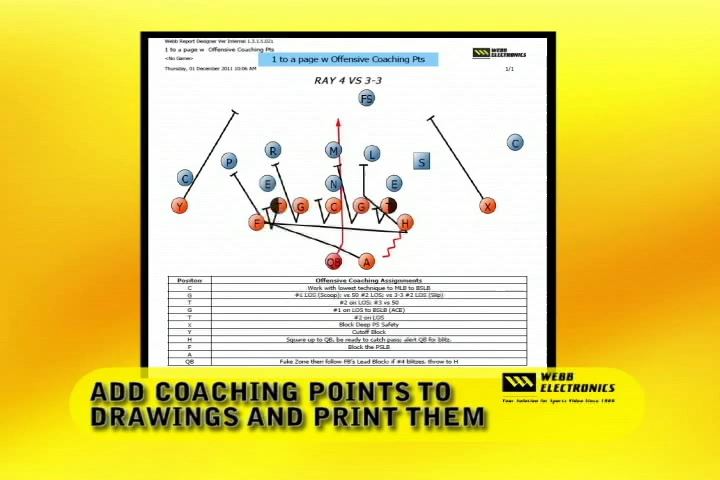 Webb Report Designer Ver Internal 1.3.1.5.021
1 to a page w Offensive Coaching Pts
<No Game>
Thursday, 01 December 2011 10:06 AM
1 to a page w Offensive Coaching Pts
WEBB
ELECTRONICS
1/1
RAY 4 VS 3-3
FS
C
R
M
L
P
S
C
E
N
E
Y
T
G
C
G
T
X
F
H
QB
A
Position Offensive Coaching Assignments
C Work with lowest technique to MLB to BSLB
G #1 LOS (Scoop); vs 50 #2 LOS; vs 3-3 #2 LOS (Slip)
T #2 on LOS; #3 vs 50
G #1 on LOS to BSLB (ACE)
T #2 on LOS
X Block Deep PS Safety
Y Cutoff Block
H Square up to QB, be ready to catch pass; alert QB for blitz.
F Block the PSLB
A
QB Fake Zone then follow FB's Lead Block; if #4 blitzes, throw to H
ADD COACHING POINTS TO
DRAWINGS AND PRINT THEM
WEBB
ELECTRONICS
Your Solution for Sports Video Since 1989